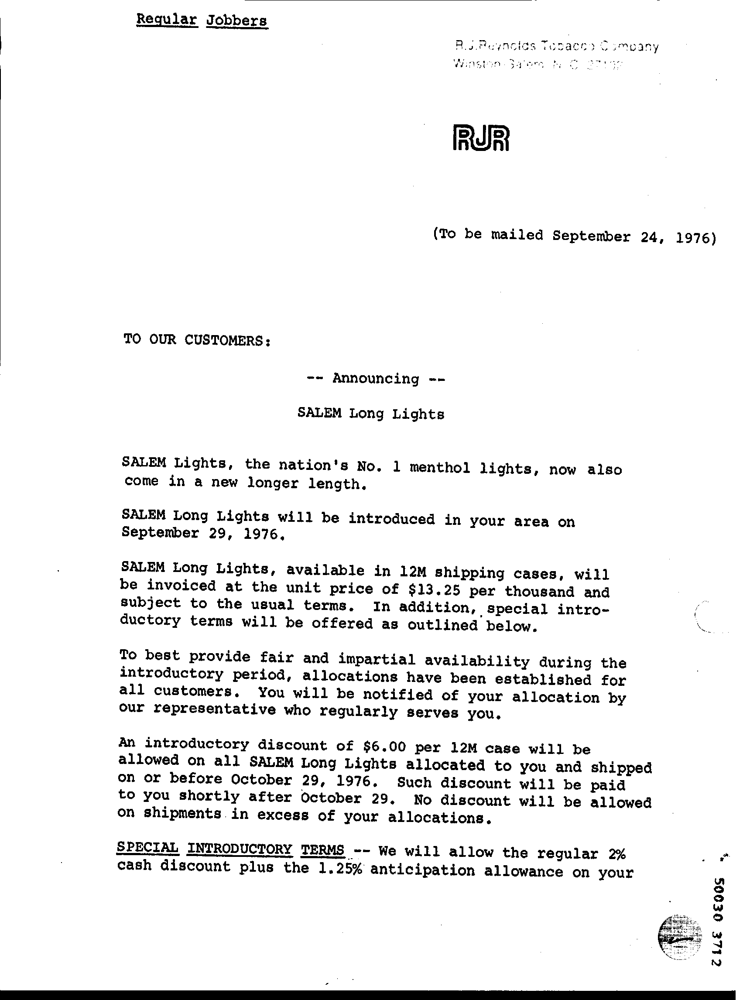 Regular Jobbers
R.J.Reynolds Tobacco Company
Winston-Salem N.C. 27102
RJR
(To be mailed September 24, 1976)
TO OUR CUSTOMERS:
-- Announcing --
SALEM Long Lights
SALEM Lights, the nation's No. 1 menthol lights, now also
come in a new longer length.
SALEM Long Lights will be introduced in your area on
September 29, 1976.
SALEM Long Lights, available in 12M shipping cases, will
be invoiced at the unit price of $13.25 per thousand and
subject to the usual terms. In addition, special intro-
ductory terms will be offered as outlined below.
To best provide fair and impartial availability during the
introductory period, allocations have been established for
all customers. You will be notified of your allocation by
our representative who regularly serves you.
An introductory discount of $6.00 per 12M case will be
allowed on all SALEM Long Lights allocated to you and shipped
on or before October 29, 1976. Such discount will be paid
to you shortly after October 29. No discount will be allowed
on shipments in excess of your allocations.
SPECIAL INTRODUCTORY TERMS -- We will allow the regular 2%
cash discount plus the 1.25% anticipation allowance on your
50030 3712